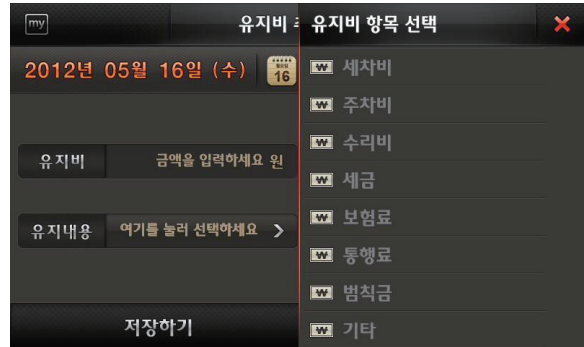 my
유지비
2012년 05월 16일 (수)
16
유지비
금액을 입력하세요 원
유지내용
여기를 눌러 선택하세요
저장하기
유지비 항목 선택
₩ 세차비
₩ 주차비
₩ 수리비
₩ 세금
₩ 보험료
₩ 통행료
₩ 범칙금
₩ 기타